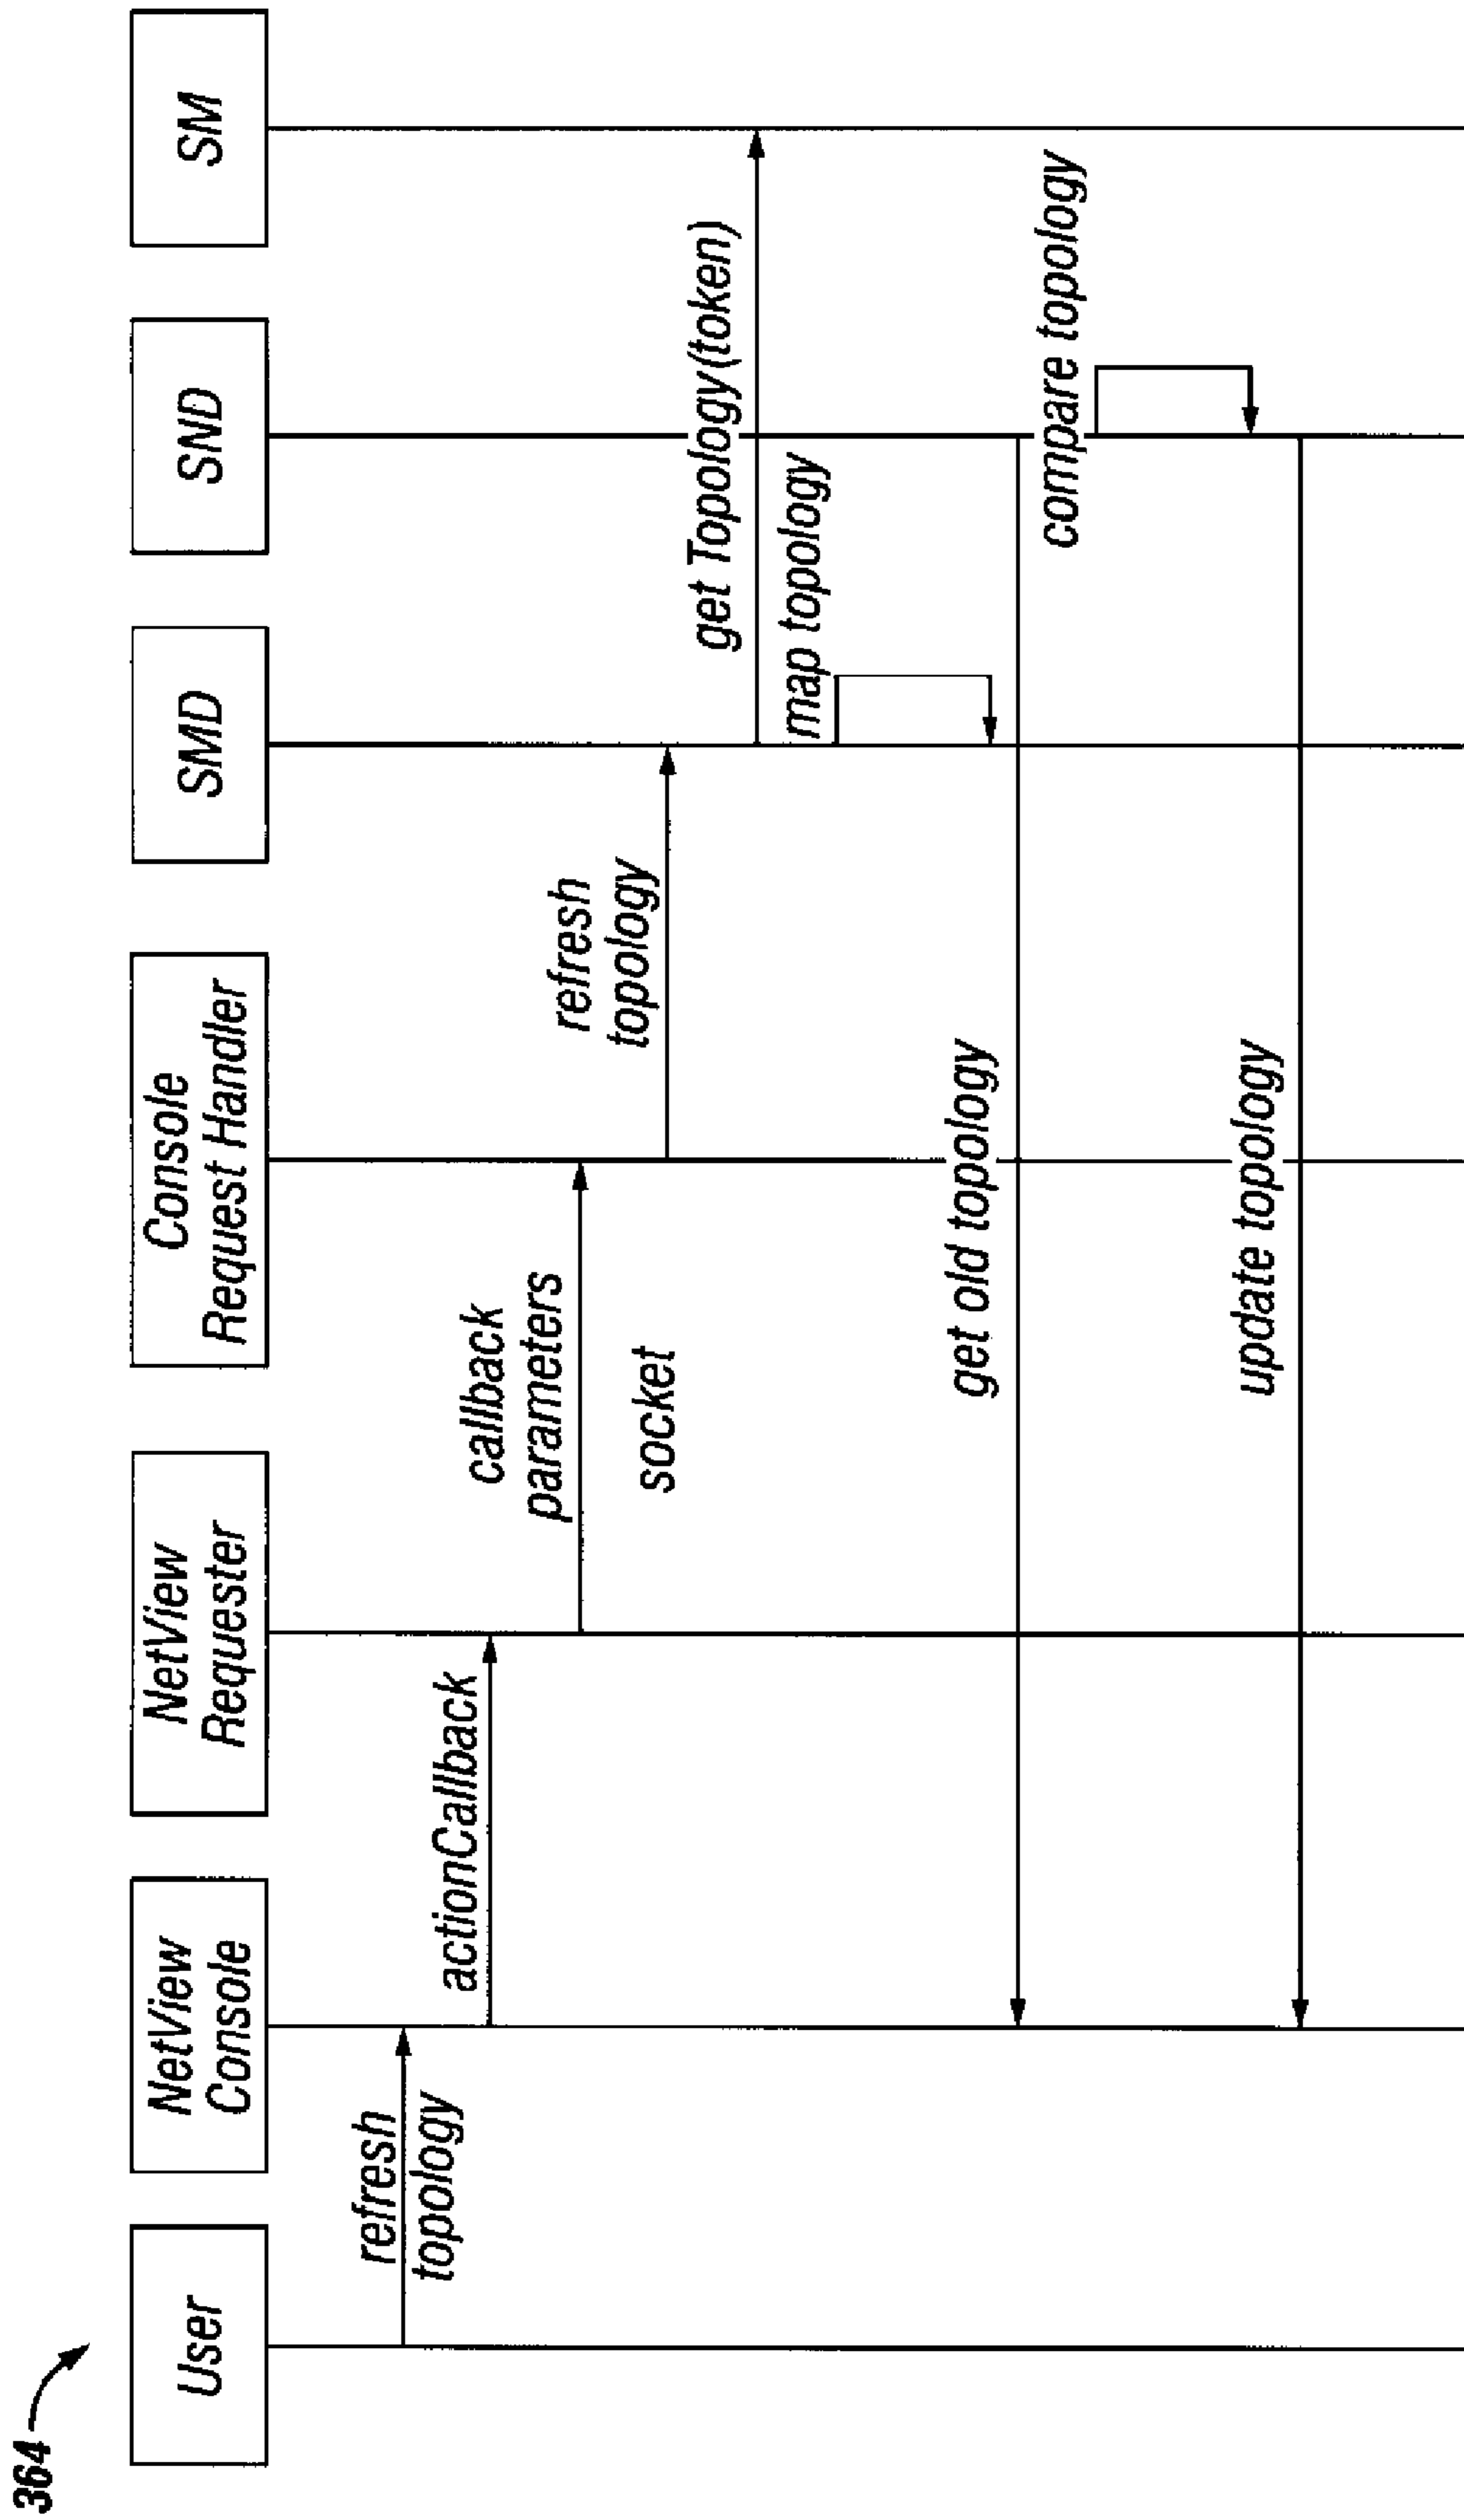 364
User
NetView
Console
NetView
Requester
Console
Request Handler
SMD
SND
SM
refresh
topology
actionCallback
callback
parameters
socket
refresh
topology
get Topology(token)
map topology
get old topology
compare topology
update topology